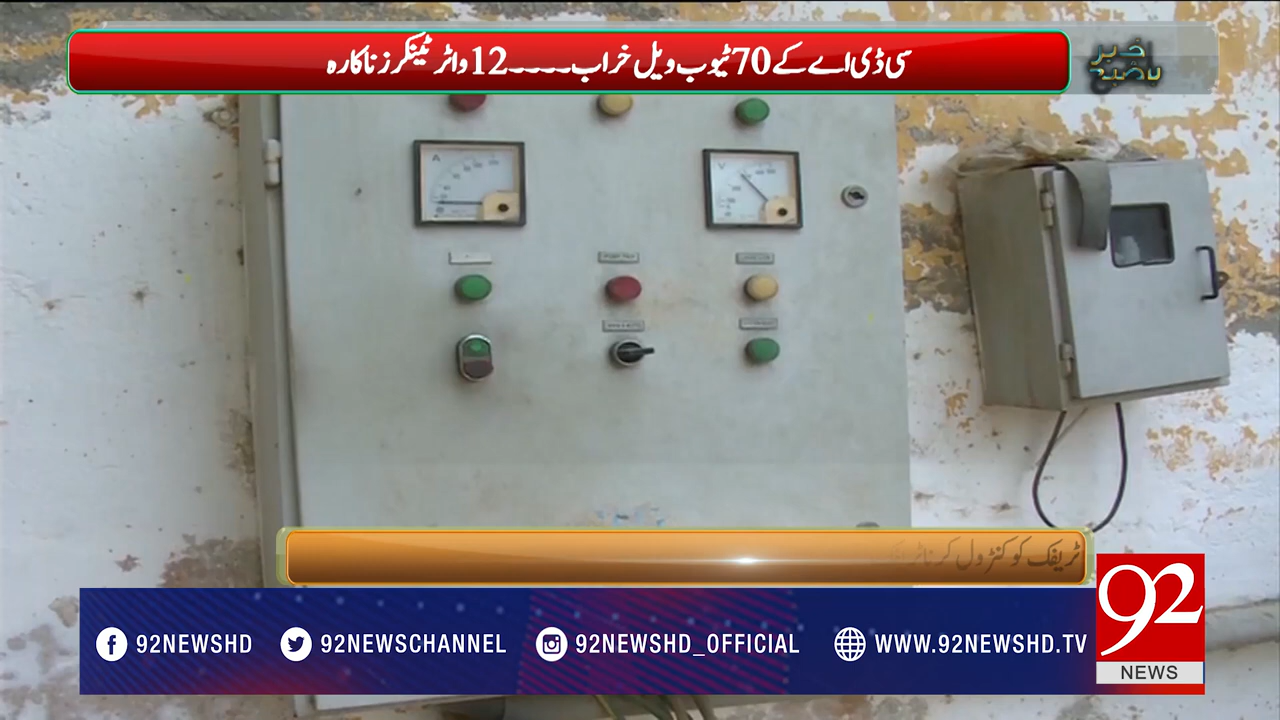 سی ڈی اے کے 70 ٹیوب ویل خراب ۔۔۔۔ 12 واٹر ٹینکرز ناکارہ
خبر
A
V
ٹریفک کو کنٹرول کرنا
92NEWSHD
92NEWSCHANNEL
92NEWSHD_OFFICIAL
WWW.92NEWSHD.TV
92
NEWS